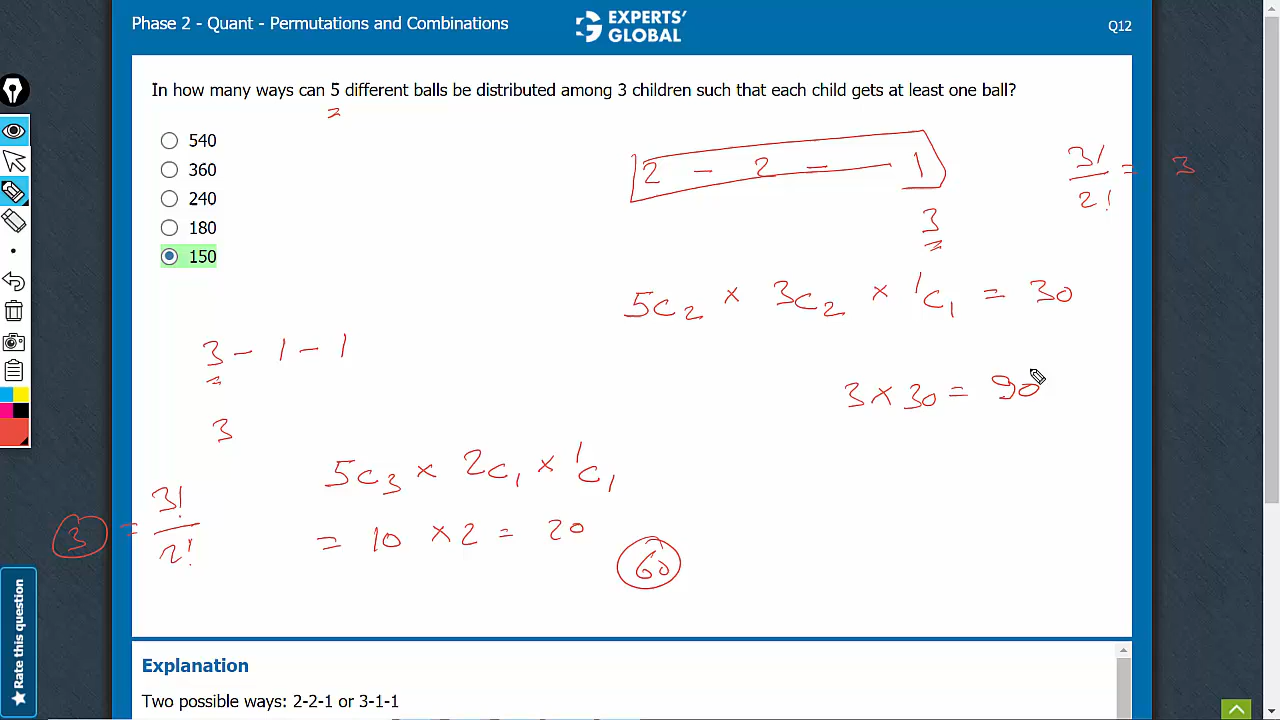 Phase 2 - Quant - Permutations and Combinations
EXPERTS'
GLOBAL
Q12
In how many ways can 5 different balls be distributed among 3 children such that each child gets at least one ball?
540
360
240
180
150
2 - 2 = — 1
3
3!/2! = 3
5C2 × 3C2 × 1C1 = 30
3 × 30 = 90
3 - 1 - 1
3
5C3 × 2C1 × 1C1
= 10 × 2 = 20
60
3 = 3!/2!
Rate this question
Explanation
Two possible ways: 2-2-1 or 3-1-1